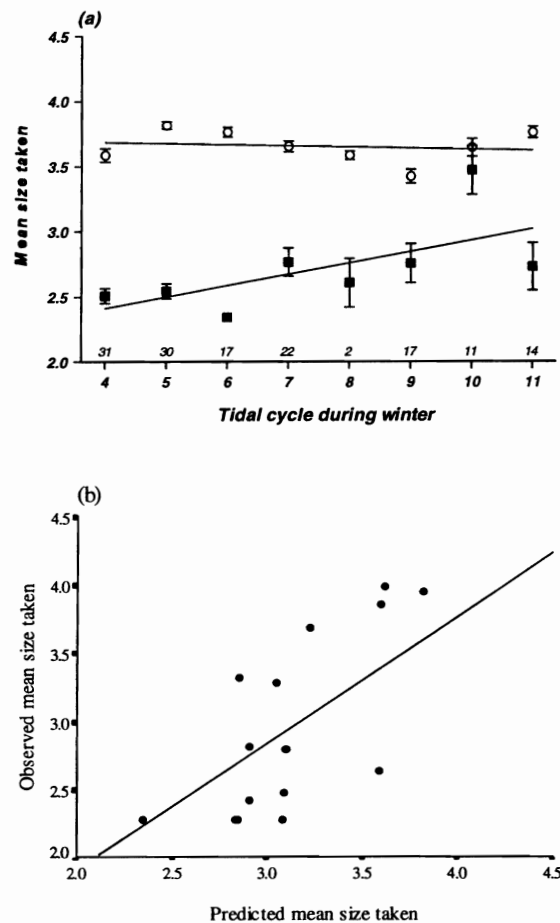 (a)
Mean size taken
4.5
4.0
3.5
3.0
2.5
2.0
31 30 17 22 2 17 11 14
4 5 6 7 8 9 10 11
Tidal cycle during winter
(b)
Observed mean size taken
4.5
4.0
3.5
3.0
2.5
2.0
2.0 2.5 3.0 3.5 4.0 4.5
Predicted mean size taken